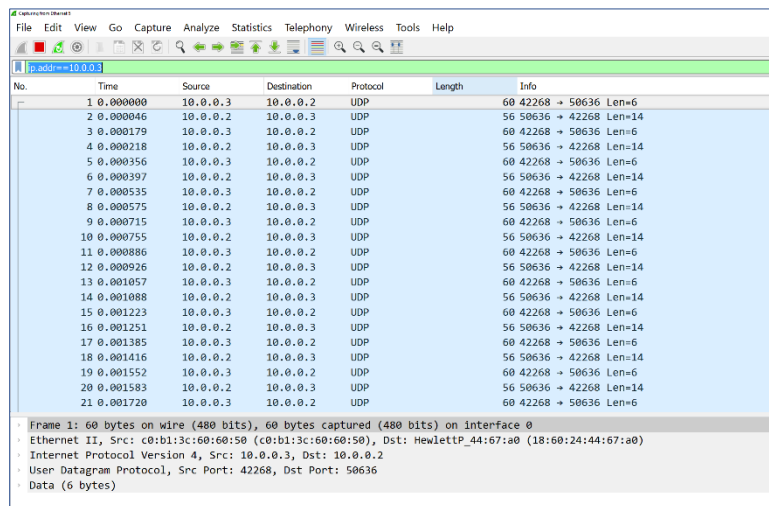 Capturing from Ethernet 3
File Edit View Go Capture Analyze Statistics Telephony Wireless Tools Help
ip.addr==10.0.0.3
No. Time Source Destination Protocol Length Info
1 0.000000 10.0.0.3 10.0.0.2 UDP 60 42268 → 50636 Len=6
2 0.000046 10.0.0.2 10.0.0.3 UDP 56 50636 → 42268 Len=14
3 0.000179 10.0.0.3 10.0.0.2 UDP 60 42268 → 50636 Len=6
4 0.000218 10.0.0.2 10.0.0.3 UDP 56 50636 → 42268 Len=14
5 0.000356 10.0.0.3 10.0.0.2 UDP 60 42268 → 50636 Len=6
6 0.000397 10.0.0.2 10.0.0.3 UDP 56 50636 → 42268 Len=14
7 0.000535 10.0.0.3 10.0.0.2 UDP 60 42268 → 50636 Len=6
8 0.000575 10.0.0.2 10.0.0.3 UDP 56 50636 → 42268 Len=14
9 0.000715 10.0.0.3 10.0.0.2 UDP 60 42268 → 50636 Len=6
10 0.000755 10.0.0.2 10.0.0.3 UDP 56 50636 → 42268 Len=14
11 0.000886 10.0.0.3 10.0.0.2 UDP 60 42268 → 50636 Len=6
12 0.000926 10.0.0.2 10.0.0.3 UDP 56 50636 → 42268 Len=14
13 0.001057 10.0.0.3 10.0.0.2 UDP 60 42268 → 50636 Len=6
14 0.001088 10.0.0.2 10.0.0.3 UDP 56 50636 → 42268 Len=14
15 0.001223 10.0.0.3 10.0.0.2 UDP 60 42268 → 50636 Len=6
16 0.001251 10.0.0.2 10.0.0.3 UDP 56 50636 → 42268 Len=14
17 0.001385 10.0.0.3 10.0.0.2 UDP 60 42268 → 50636 Len=6
18 0.001416 10.0.0.2 10.0.0.3 UDP 56 50636 → 42268 Len=14
19 0.001552 10.0.0.3 10.0.0.2 UDP 60 42268 → 50636 Len=6
20 0.001583 10.0.0.2 10.0.0.3 UDP 56 50636 → 42268 Len=14
21 0.001720 10.0.0.3 10.0.0.2 UDP 60 42268 → 50636 Len=6
Frame 1: 60 bytes on wire (480 bits), 60 bytes captured (480 bits) on interface 0
Ethernet II, Src: c0:b1:3c:60:60:50 (c0:b1:3c:60:60:50), Dst: HewlettP_44:67:a0 (18:60:24:44:67:a0)
Internet Protocol Version 4, Src: 10.0.0.3, Dst: 10.0.0.2
User Datagram Protocol, Src Port: 42268, Dst Port: 50636
Data (6 bytes)